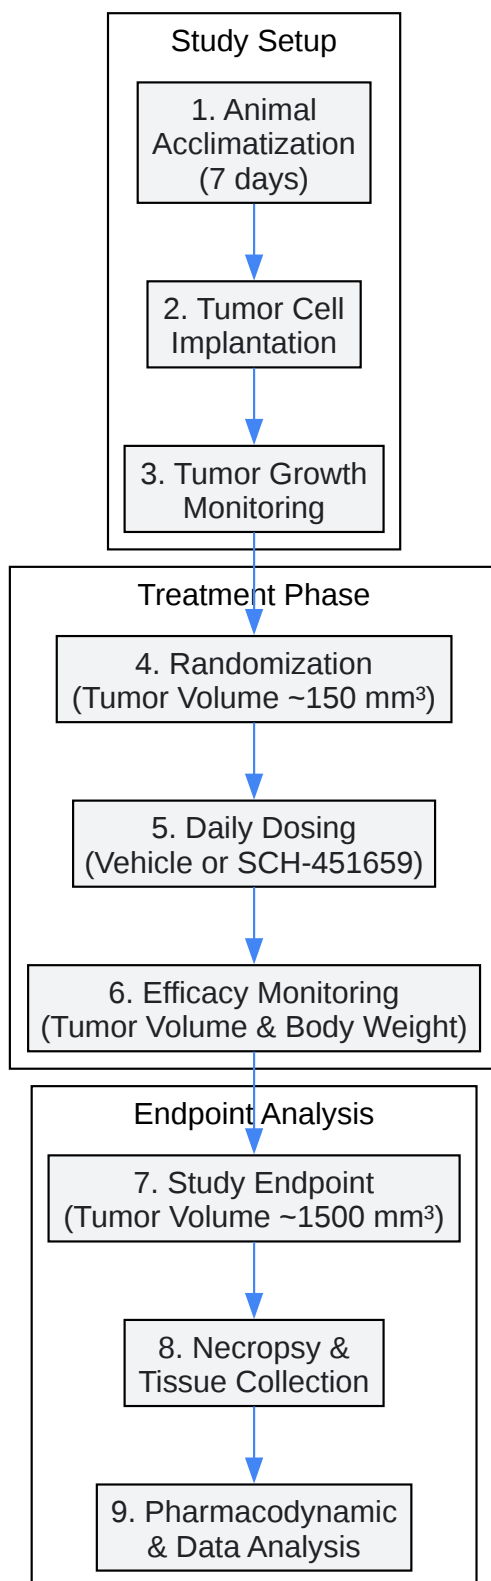 Study Setup
1. Animal
Acclimatization
(7 days)
2. Tumor Cell
Implantation
3. Tumor Growth
Monitoring
Treatment Phase
4. Randomization
(Tumor Volume ~150 mm³)
5. Daily Dosing
(Vehicle or SCH-451659)
6. Efficacy Monitoring
(Tumor Volume & Body Weight)
Endpoint Analysis
7. Study Endpoint
(Tumor Volume ~1500 mm³)
8. Necropsy &
Tissue Collection
9. Pharmacodynamic
& Data Analysis